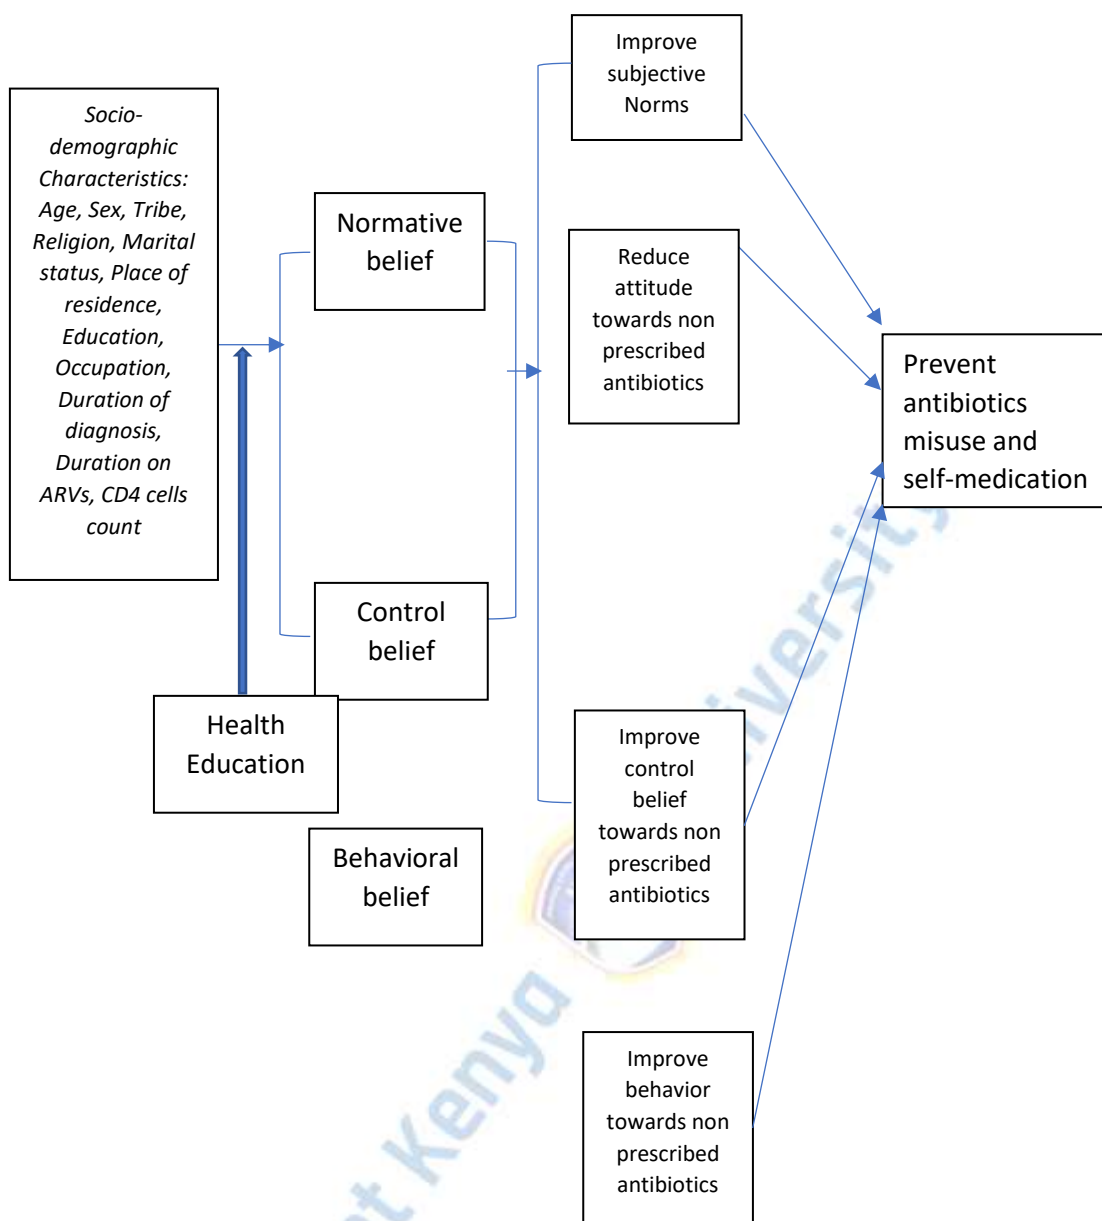 Socio-
demographic
Characteristics:
Age, Sex, Tribe,
Religion, Marital
status, Place of
residence,
Education,
Occupation,
Duration of
diagnosis,
Duration on
ARVs, CD4 cells
count
Health
Education
Normative
belief
Control
belief
Behavioral
belief
Improve
subjective
Norms
Reduce
attitude
towards non
prescribed
antibiotics
Improve
control
belief
towards non
prescribed
antibiotics
Improve
behavior
towards non
prescribed
antibiotics
Prevent
antibiotics
misuse and
self-medication
Kenya